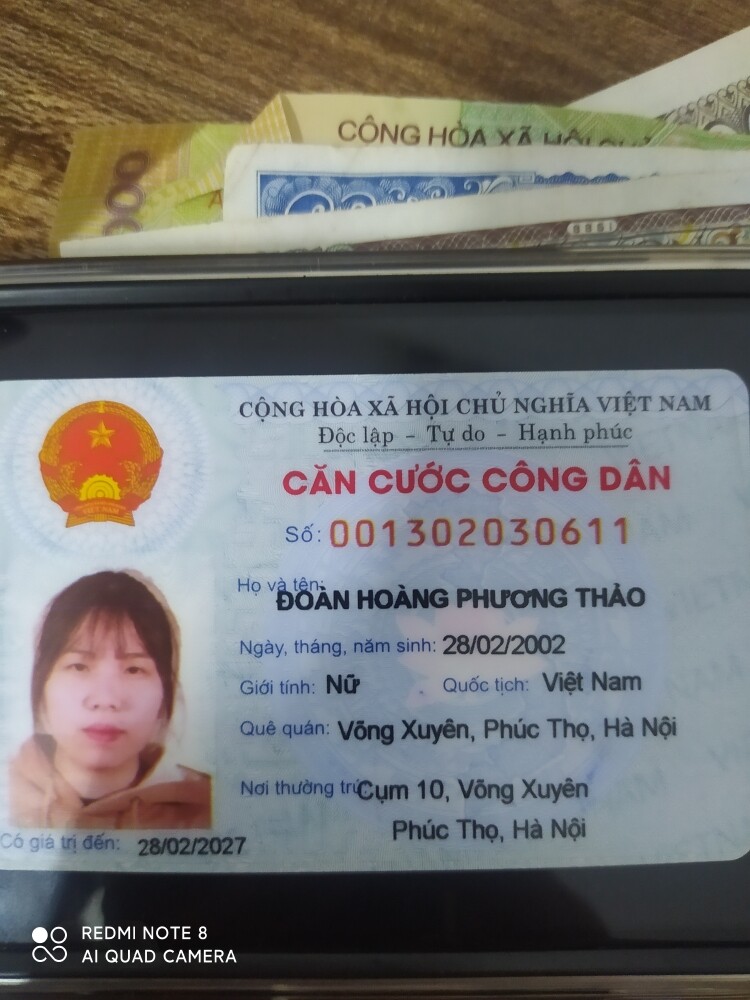 CÔNG HÒA XÃ HỘI
CỘNG HÒA XÃ HỘI CHỦ NGHĨA VIỆT NAM
Độc lập - Tự do - Hạnh phúc
CĂN CƯỚC CÔNG DÂN
Số: 001302030611
Họ và tên:
ĐOÀN HOÀNG PHƯƠNG THẢO
Ngày, tháng, năm sinh: 28/02/2002
Giới tính: Nữ Quốc tịch: Việt Nam
Quê quán: Võng Xuyên, Phúc Thọ, Hà Nội
Nơi thường trú: Cụm 10, Võng Xuyên
Phúc Thọ, Hà Nội
Có giá trị đến: 28/02/2027
VIỆT NAM
REDMI NOTE 8
AI QUAD CAMERA